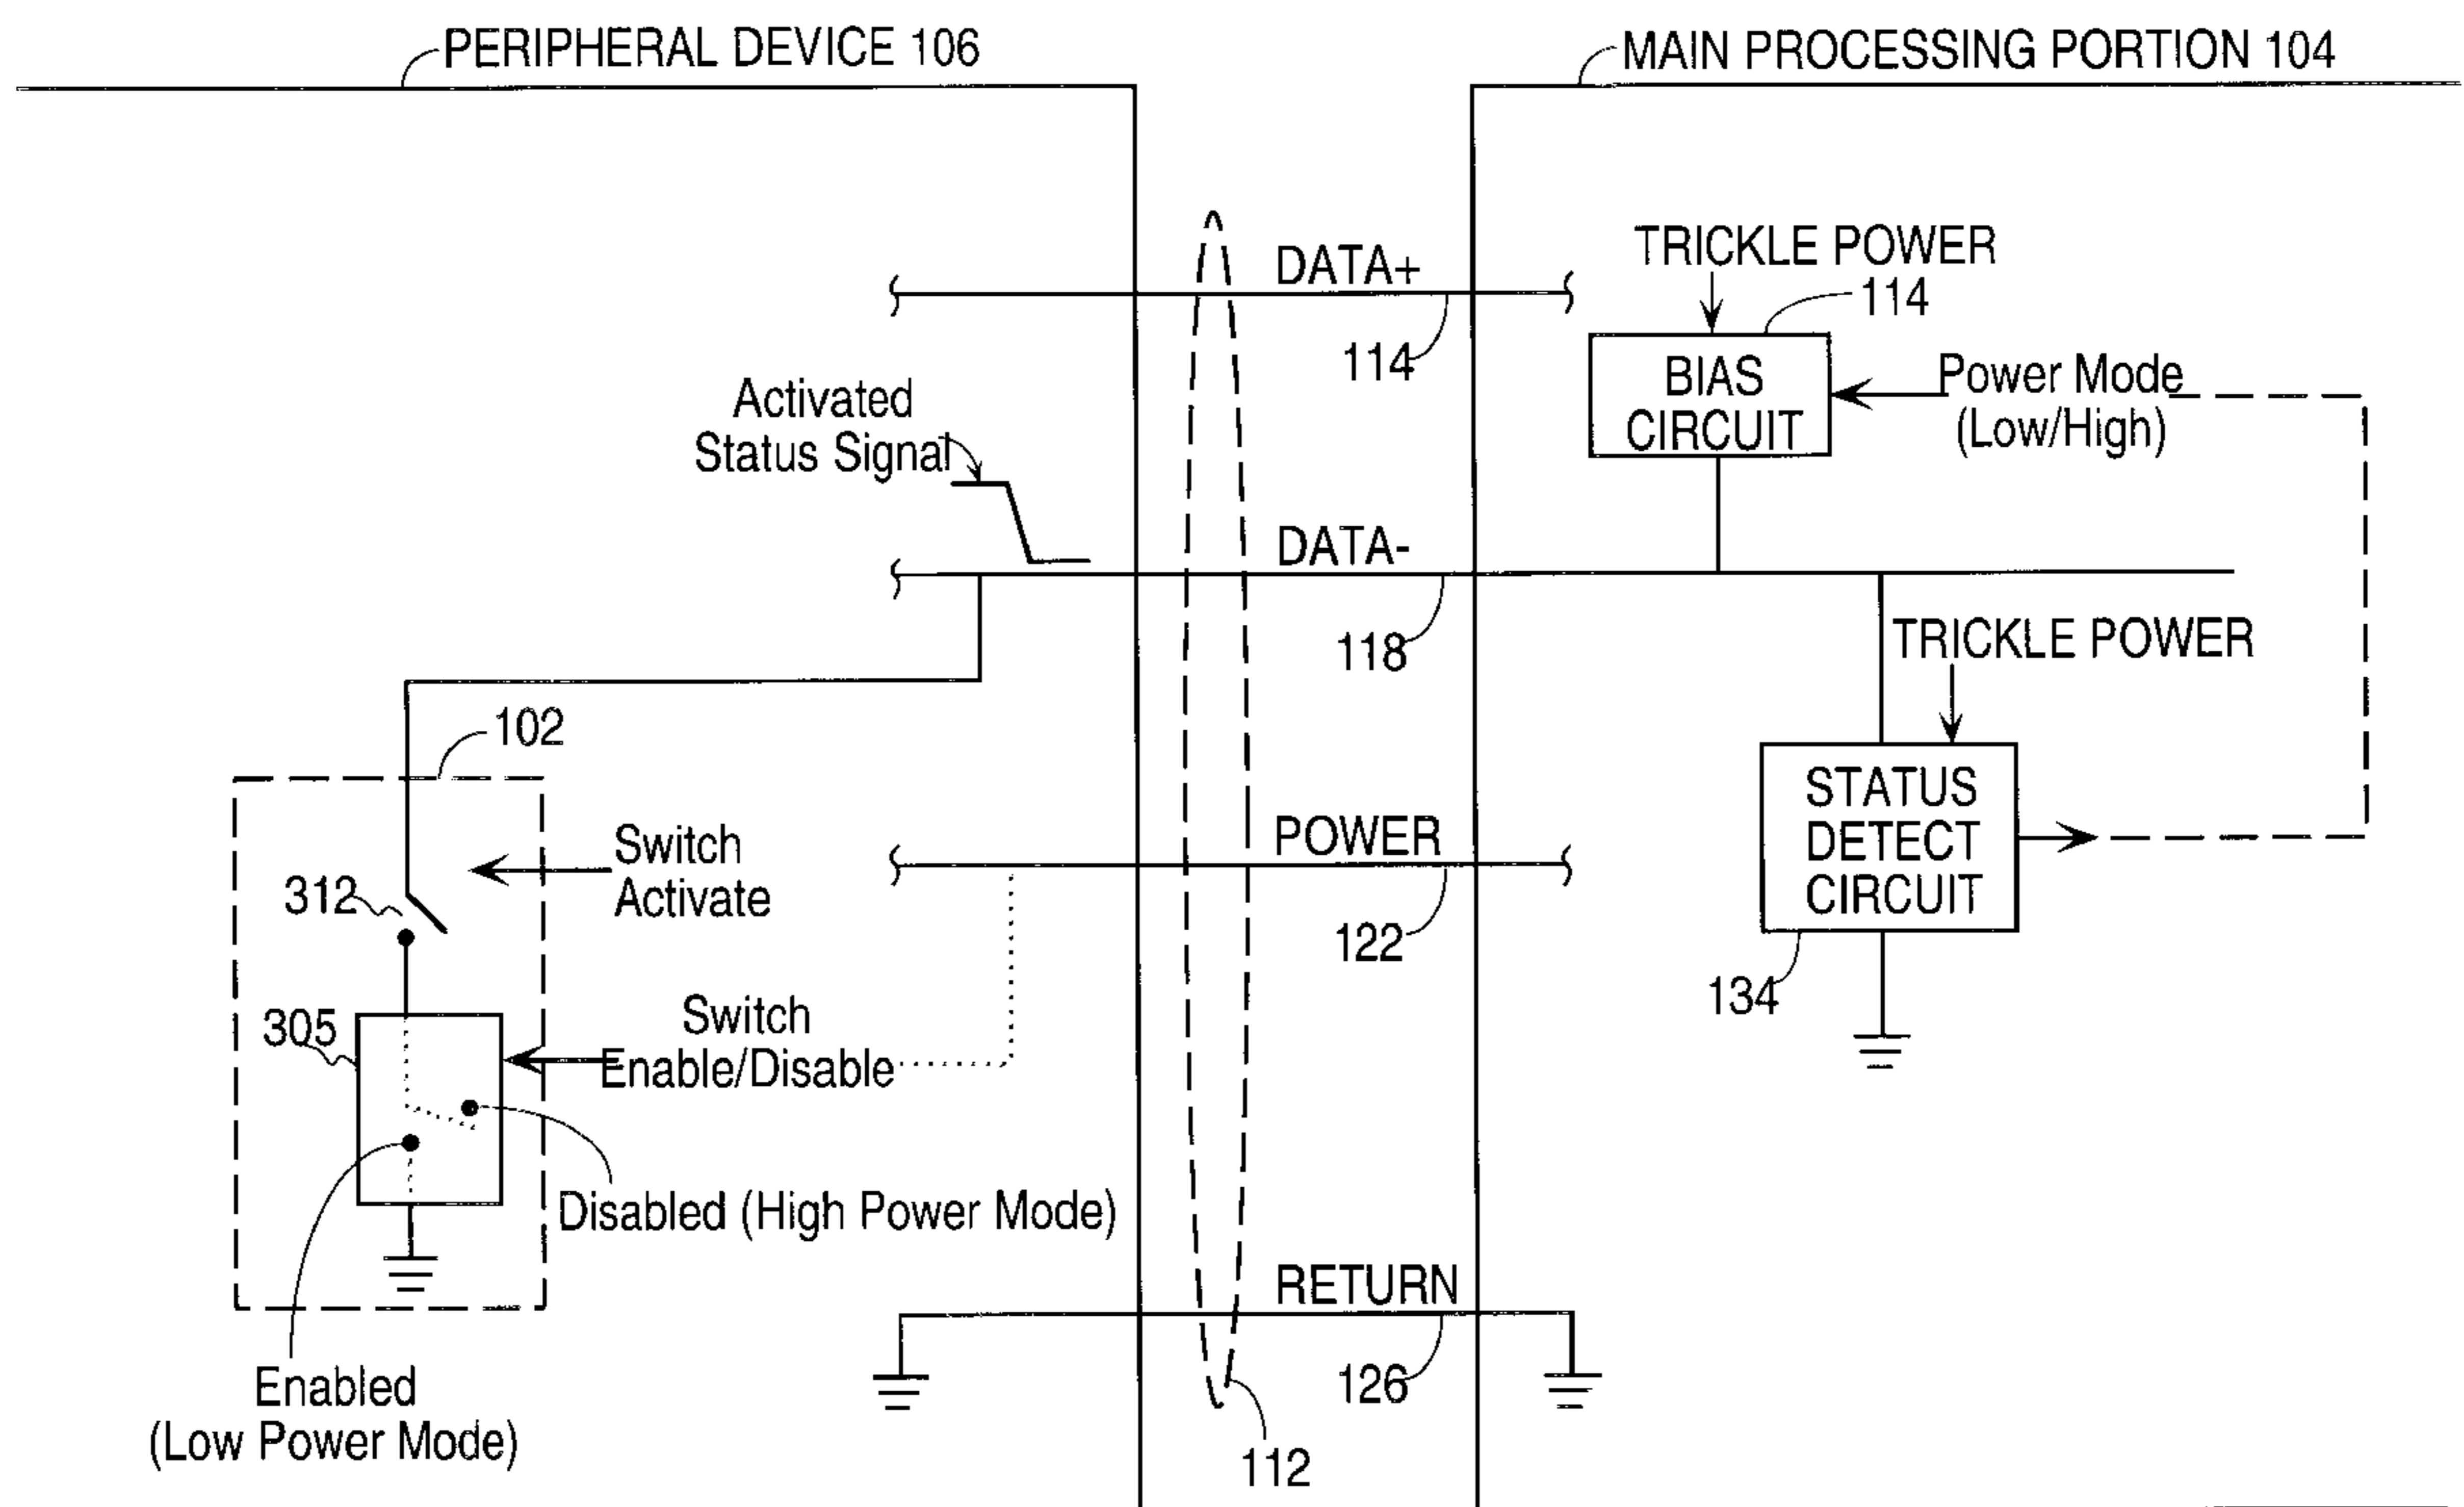 PERIPHERAL DEVICE 106
MAIN PROCESSING PORTION 104
DATA+
114
TRICKLE POWER
114
BIAS
CIRCUIT
Power Mode
(Low/High)
Activated
Status Signal
DATA-
118
TRICKLE POWER
STATUS
DETECT
CIRCUIT
134
102
Switch
Activate
312
POWER
122
305
Switch
Enable/Disable
Disabled (High Power Mode)
Enabled
(Low Power Mode)
RETURN
126
112